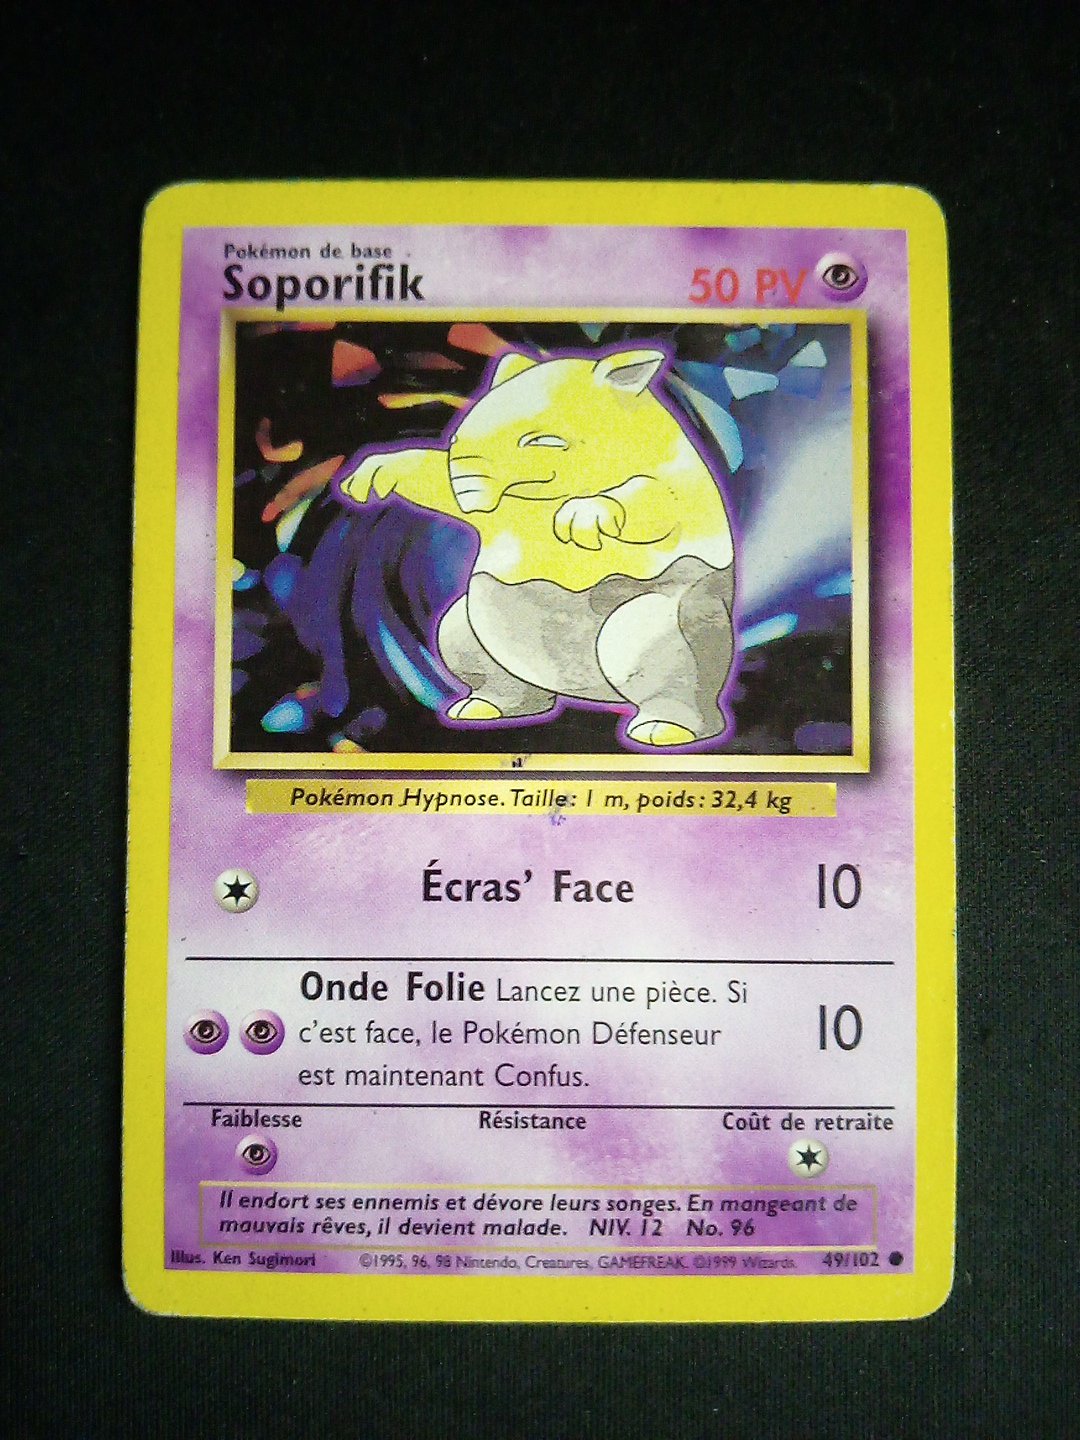 Pokémon de base
Soporifik
50 PV
Pokémon Hypnose. Taille: 1 m, poids: 32,4 kg
Écras' Face 10
Onde Folie Lancez une pièce. Si
c'est face, le Pokémon Défenseur
est maintenant Confus.
10
Faiblesse Résistance Coût de retraite
Il endort ses ennemis et dévore leurs songes. En mangeant de
mauvais rêves, il devient malade. NIV. 12 No. 96
Illus. Ken Sugimori ©1995, 96, 98 Nintendo, Creatures, GAMEFREAK. ©1999 Wizards. 49/102